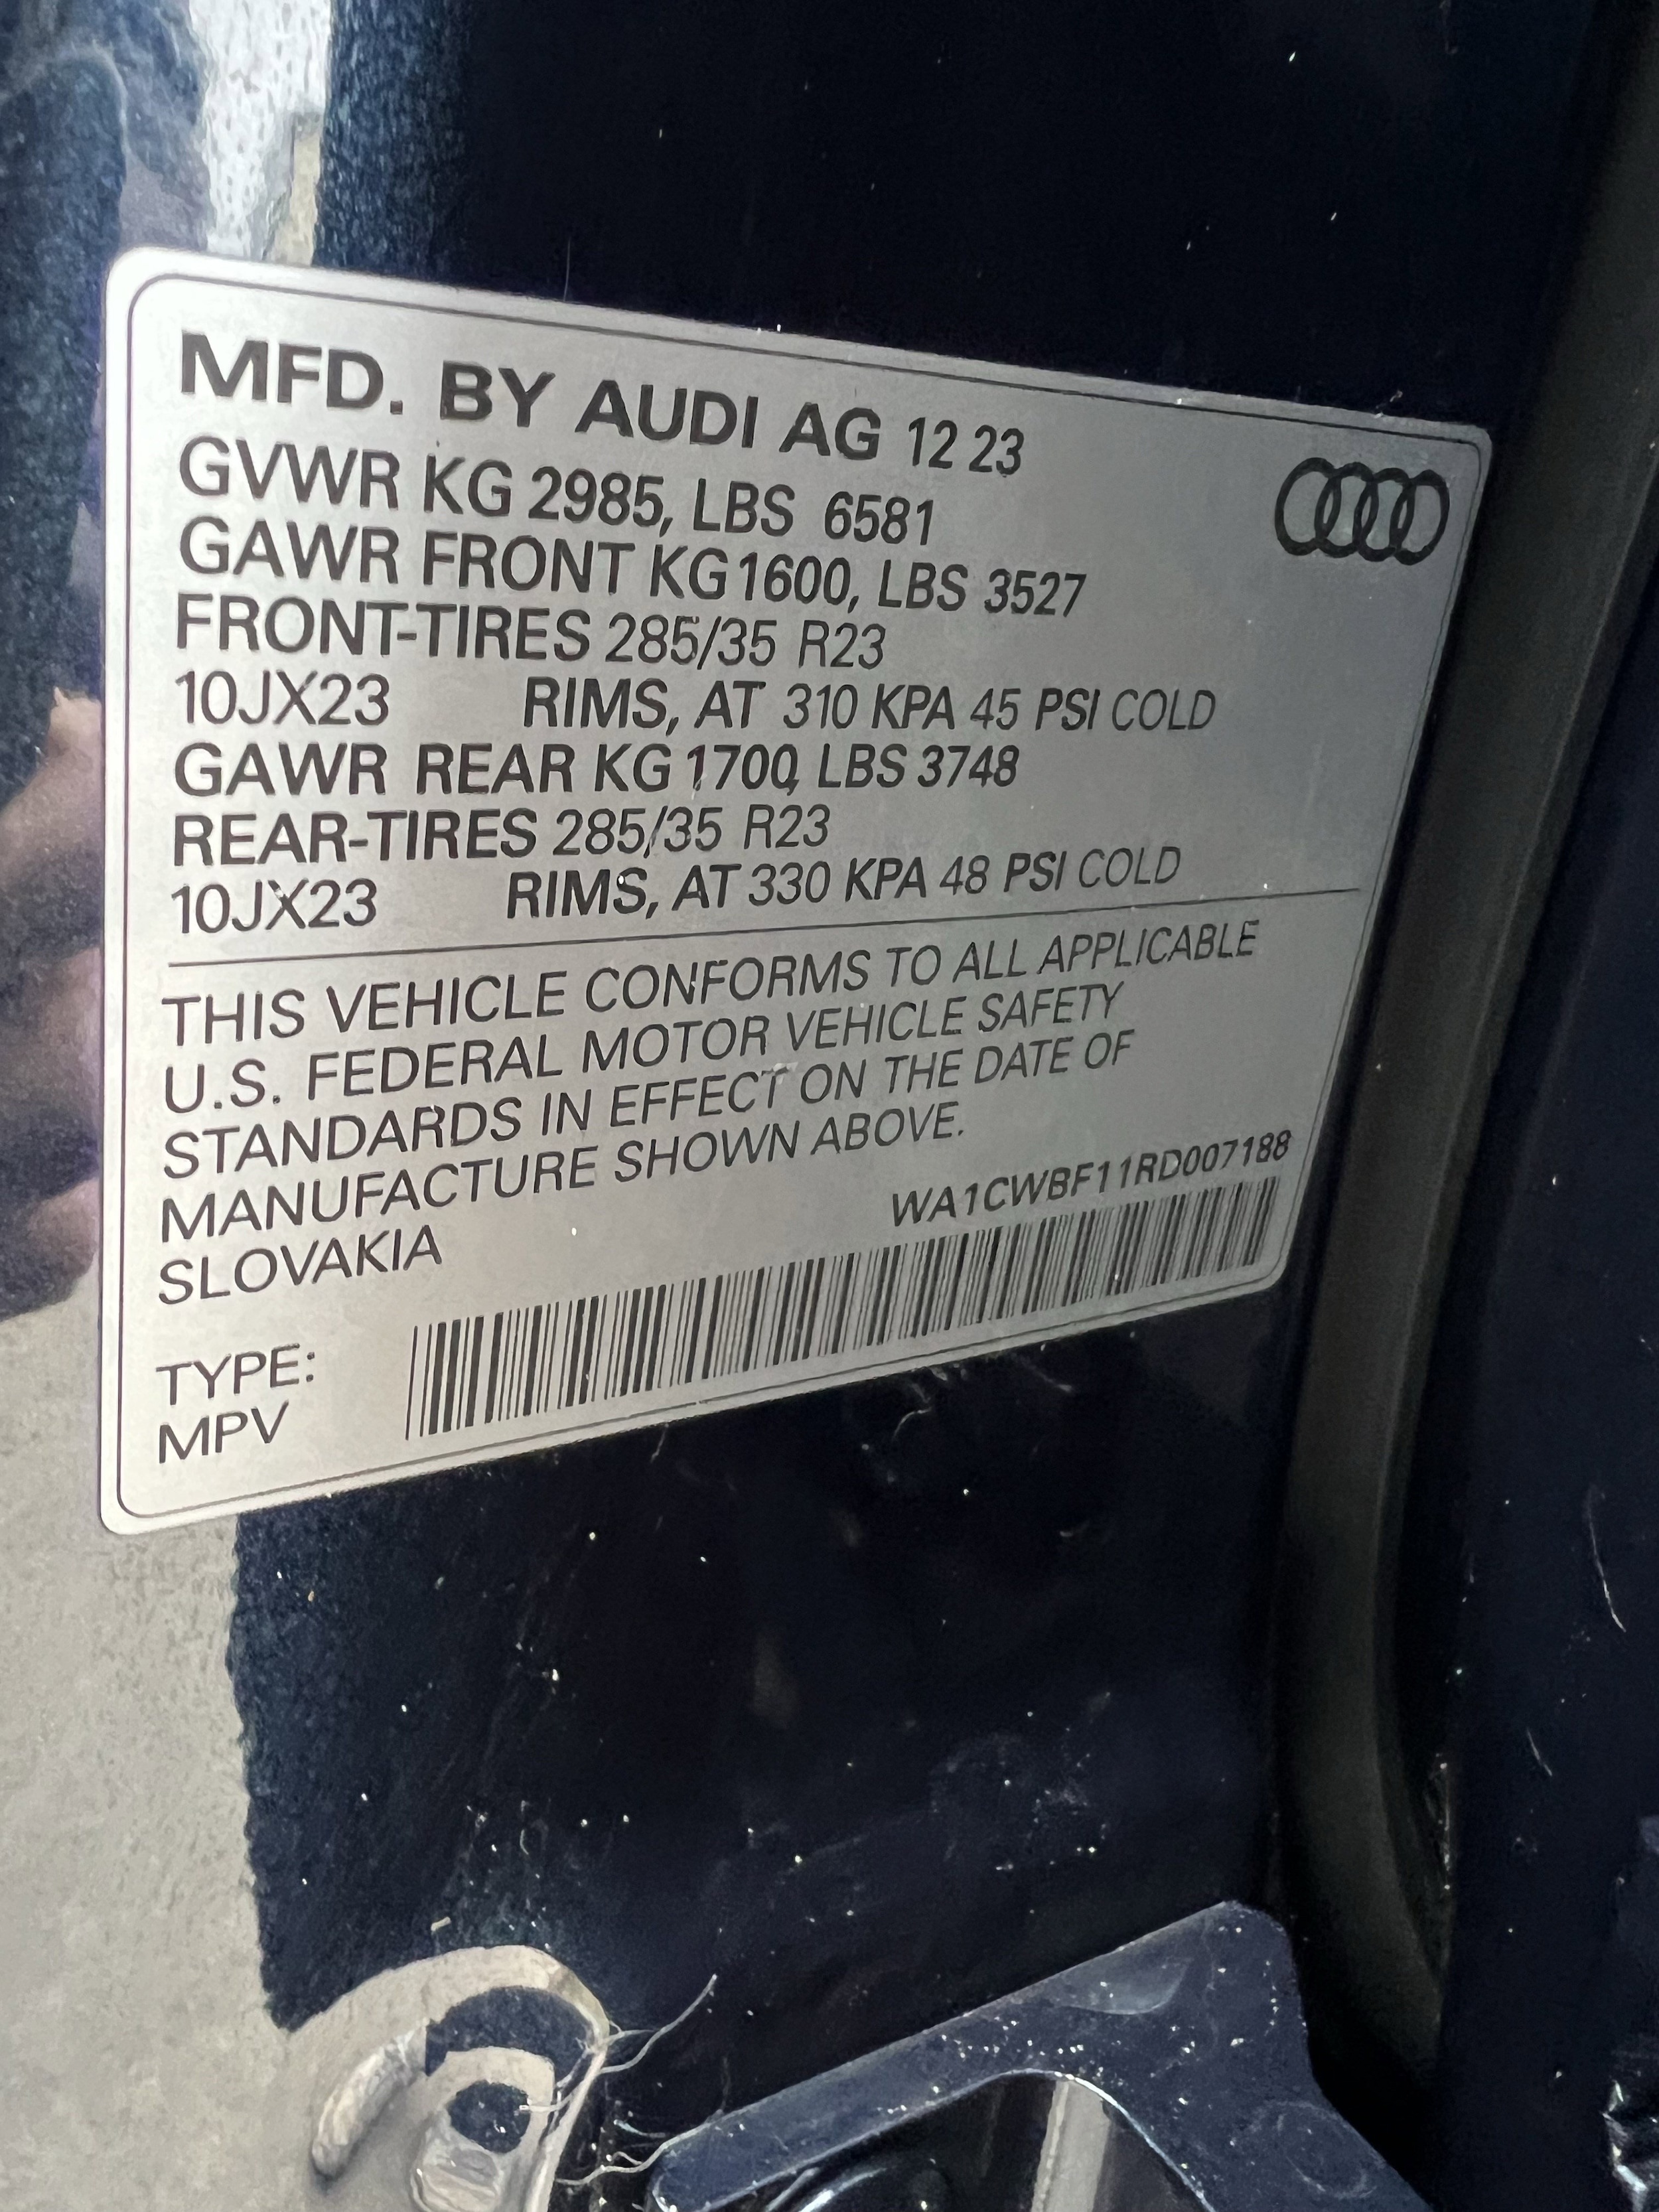 MFD. BY AUDI AG 12 23
GVWR KG 2985, LBS 6581
GAWR FRONT KG 1600, LBS 3527
FRONT-TIRES 285/35 R23
10JX23 RIMS, AT 310 KPA 45 PSI COLD
GAWR REAR KG 1700, LBS 3748
REAR-TIRES 285/35 R23
10JX23 RIMS, AT 330 KPA 48 PSI COLD
THIS VEHICLE CONFORMS TO ALL APPLICABLE
U.S. FEDERAL MOTOR VEHICLE SAFETY
STANDARDS IN EFFECT ON THE DATE OF
MANUFACTURE SHOWN ABOVE.
SLOVAKIA
WA1CWBF11RD007188
TYPE:
MPV